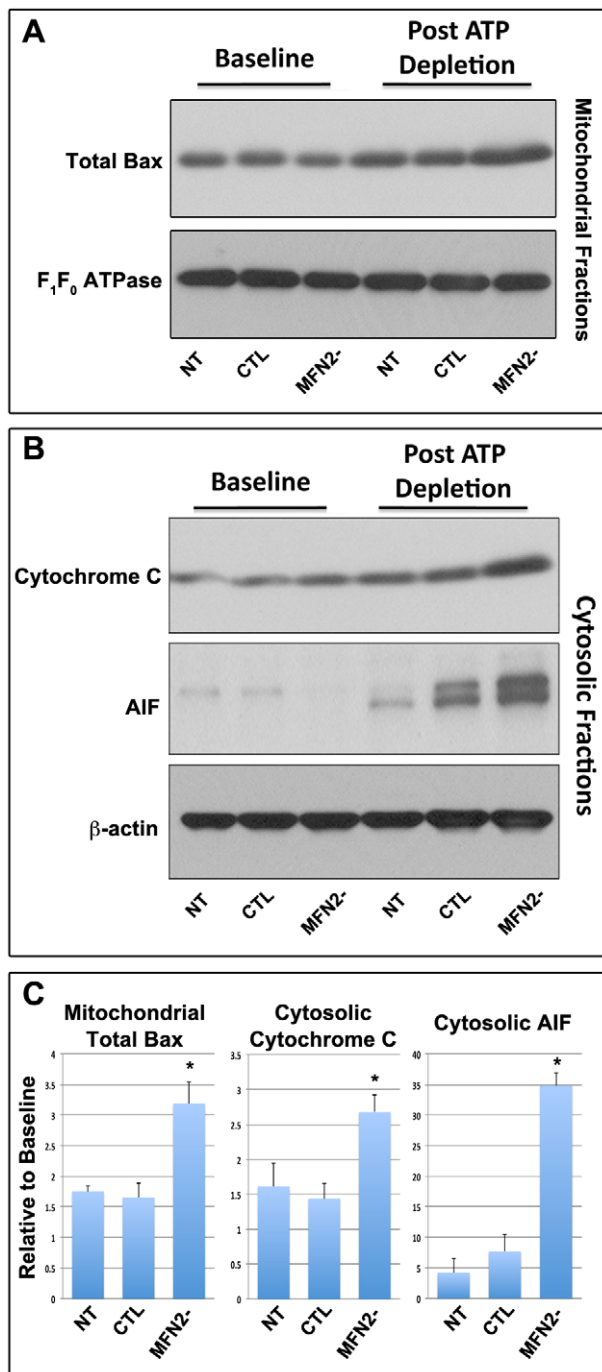 A
Baseline
Post ATP
Depletion
Total Bax
F1F0 ATPase
Mitochondrial Fractions
NT
CTL
MFN2-
NT
CTL
MFN2-
B
Baseline
Post ATP
Depletion
Cytochrome C
AIF
β-actin
Cytosolic Fractions
NT
CTL
MFN2-
NT
CTL
MFN2-
C
Mitochondrial
Total Bax
Relative to Baseline
4
3.5
3
2.5
2
1.5
1
0.5
0
*
NT
CTL
MFN2-
Cytosolic
Cytochrome C
3.5
3
2.5
2
1.5
1
0.5
0
*
NT
CTL
MFN2-
Cytosolic AIF
40
35
30
25
20
15
10
5
0
*
NT
CTL
MFN2-